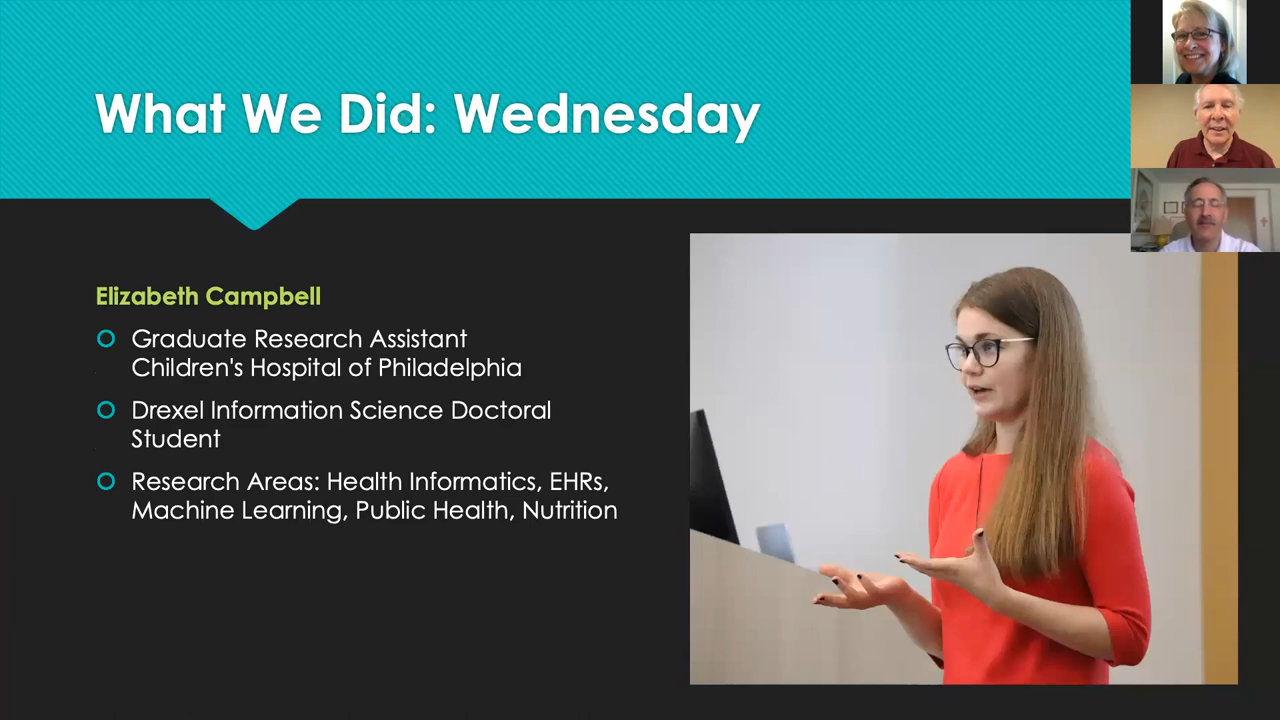 What We Did: Wednesday
Elizabeth Campbell
Graduate Research Assistant
Children's Hospital of Philadelphia
Drexel Information Science Doctoral
Student
Research Areas: Health Informatics, EHRs,
Machine Learning, Public Health, Nutrition